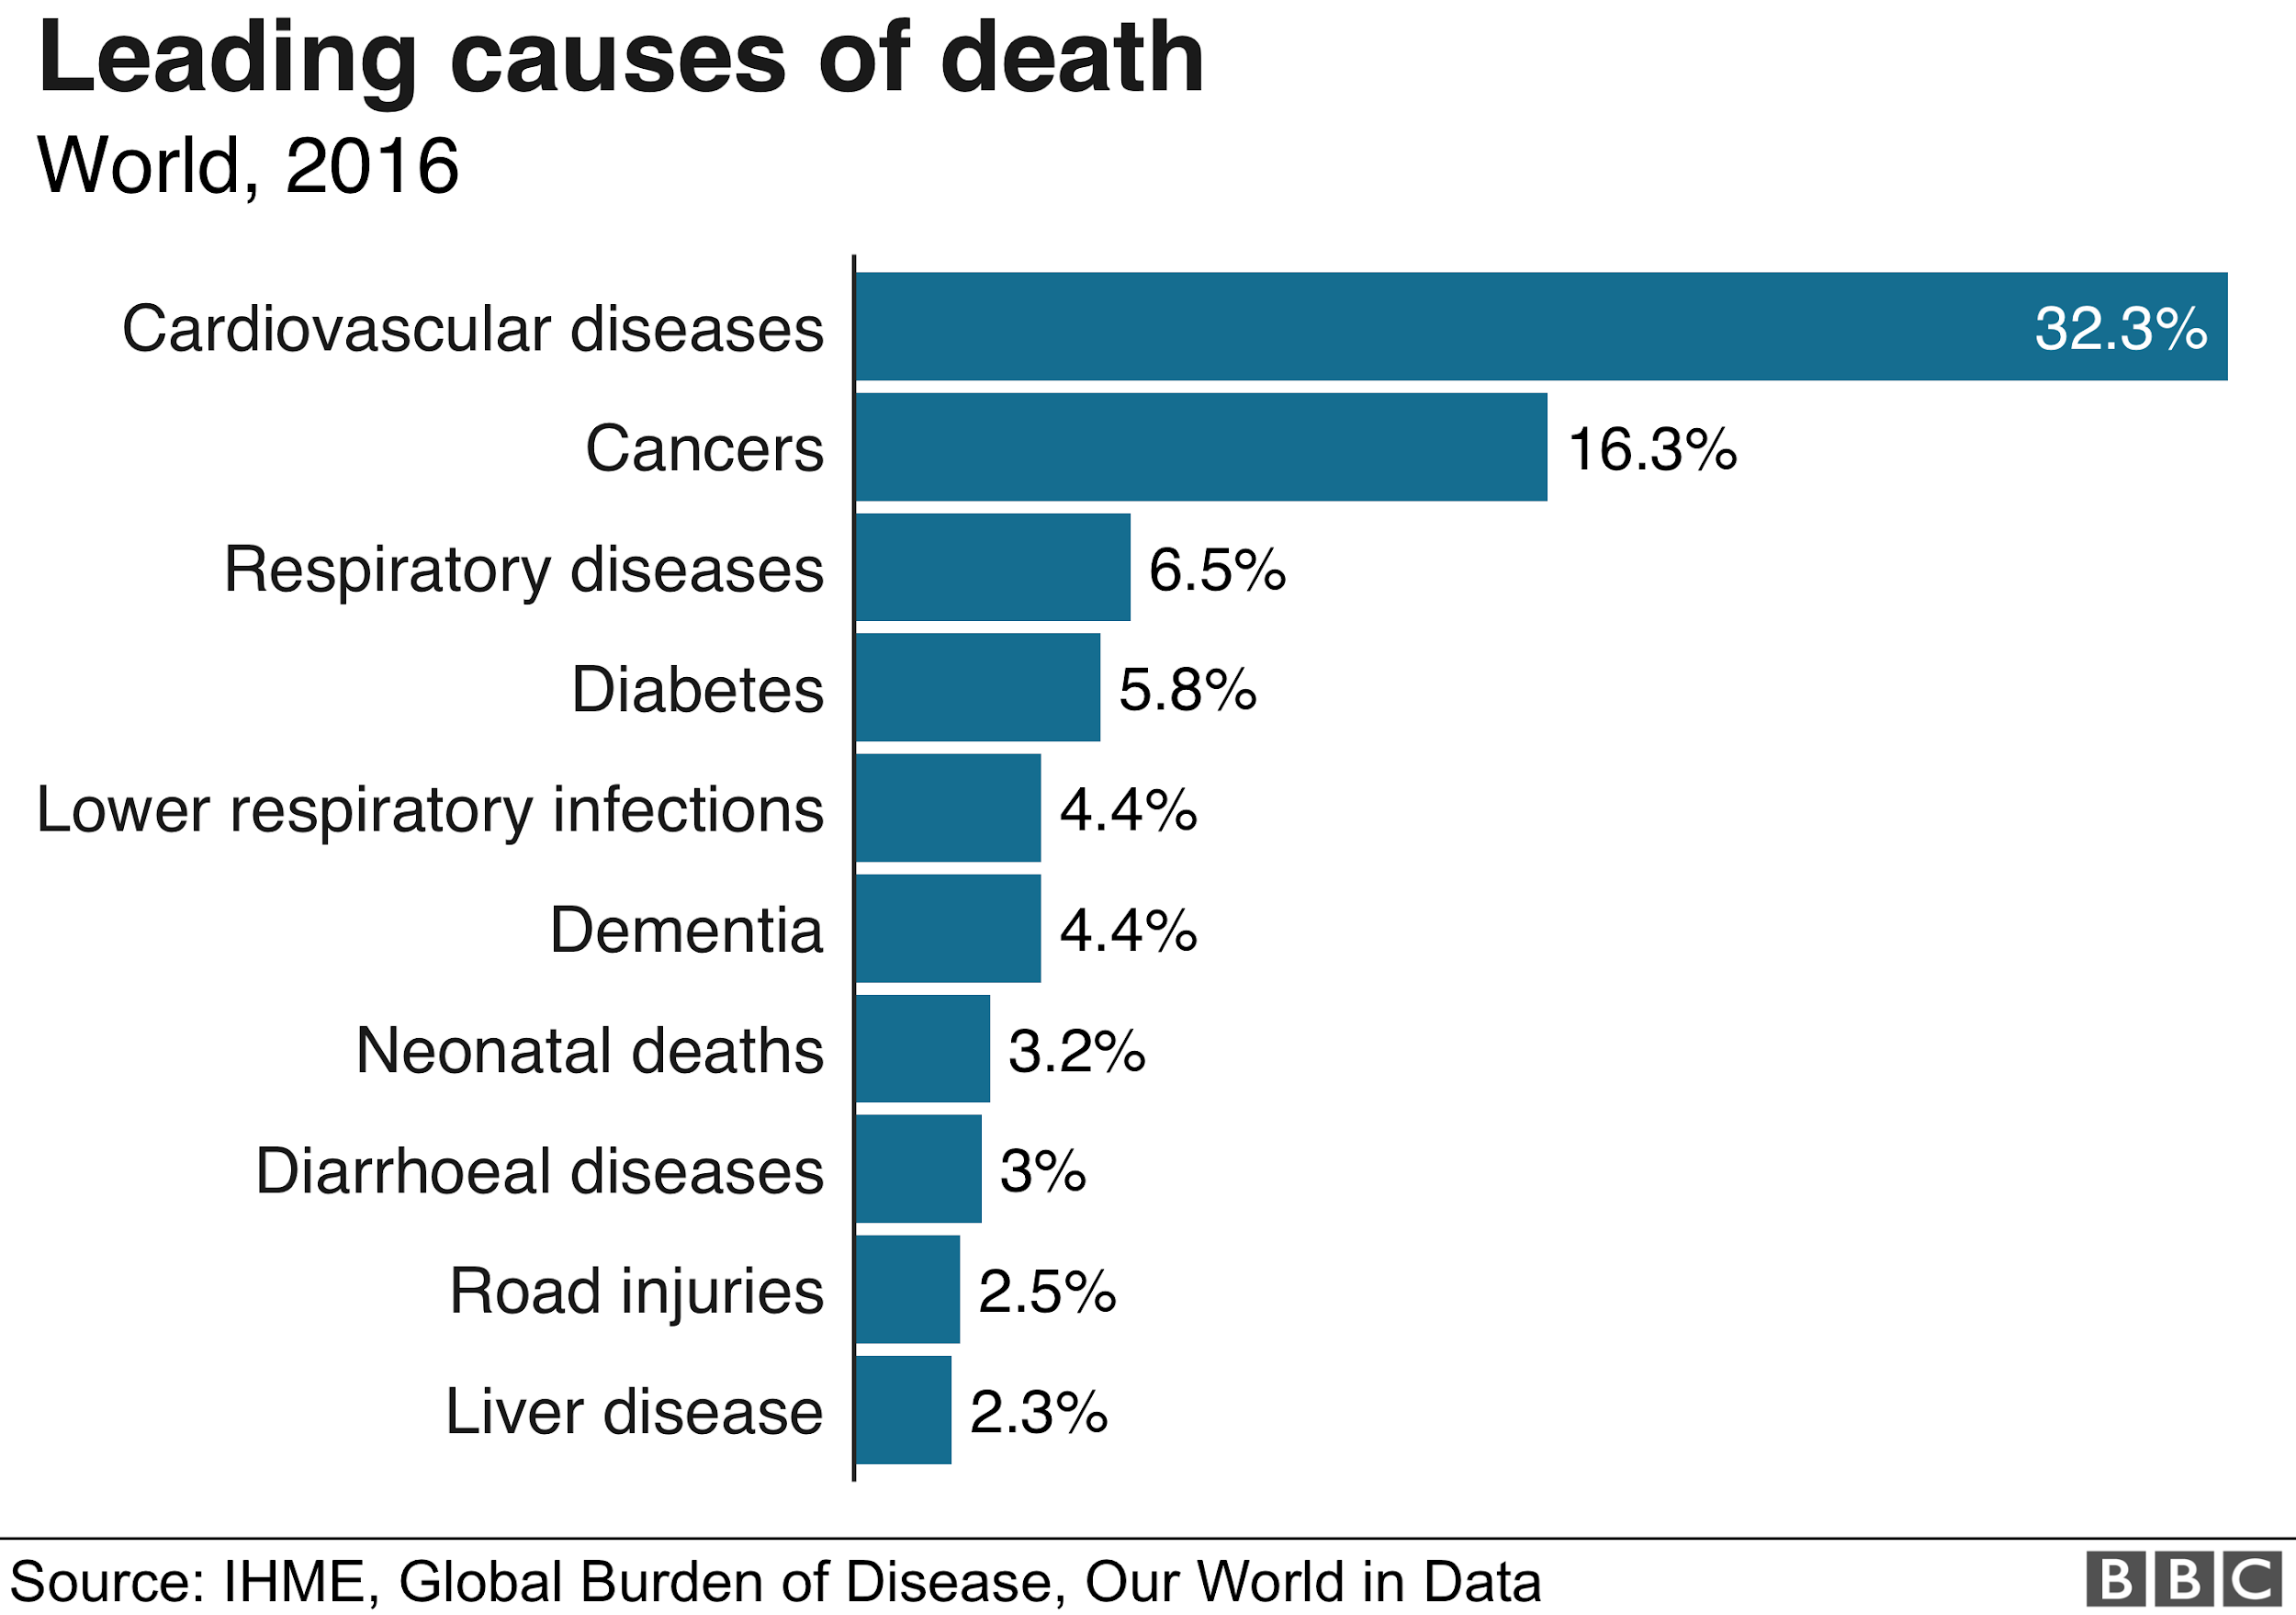 Leading causes of death
World, 2016
Cardiovascular diseases 32.3%
Cancers 16.3%
Respiratory diseases 6.5%
Diabetes 5.8%
Lower respiratory infections 4.4%
Dementia 4.4%
Neonatal deaths 3.2%
Diarrhoeal diseases 3%
Road injuries 2.5%
Liver disease 2.3%
Source: IHME, Global Burden of Disease, Our World in Data BBC